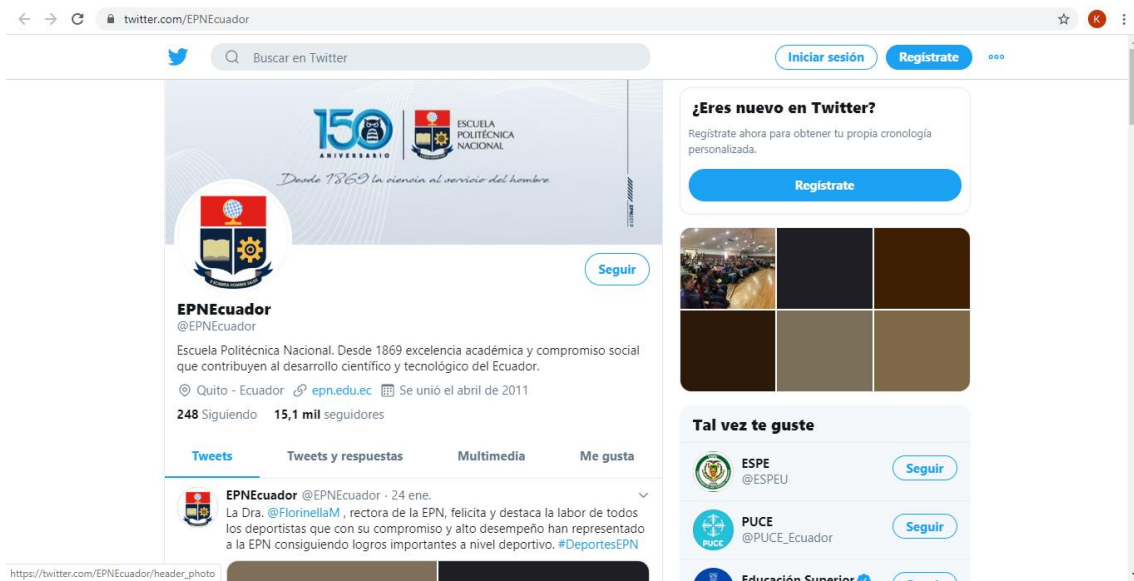 twitter.com/EPNEcuador
K
Buscar en Twitter
Iniciar sesión
Regístrate
150
ANIVERSARIO
ESCUELA
POLITÉCNICA
NACIONAL
Desde 1869 la ciencia al servicio del hombre
Seguir
EPNEcuador
@EPNEcuador
Escuela Politécnica Nacional. Desde 1869 excelencia académica y compromiso social
que contribuyen al desarrollo científico y tecnológico del Ecuador.
Quito - Ecuador epn.edu.ec Se unió el abril de 2011
248 Siguiendo 15,1 mil seguidores
Tweets Tweets y respuestas Multimedia Me gusta
EPNEcuador @EPNEcuador · 24 ene.
La Dra. @FlorinellaM , rectora de la EPN, felicita y destaca la labor de todos
los deportistas que con su compromiso y alto desempeño han representado
a la EPN consiguiendo logros importantes a nivel deportivo. #DeportesEPN
¿Eres nuevo en Twitter?
Regístrate ahora para obtener tu propia cronología
personalizada.
Regístrate
Tal vez te guste
ESPE
@ESPEU
Seguir
PUCE
PUCE
@PUCE_Ecuador
Seguir
Educación Superior
https://twitter.com/EPNEcuador/header_photo